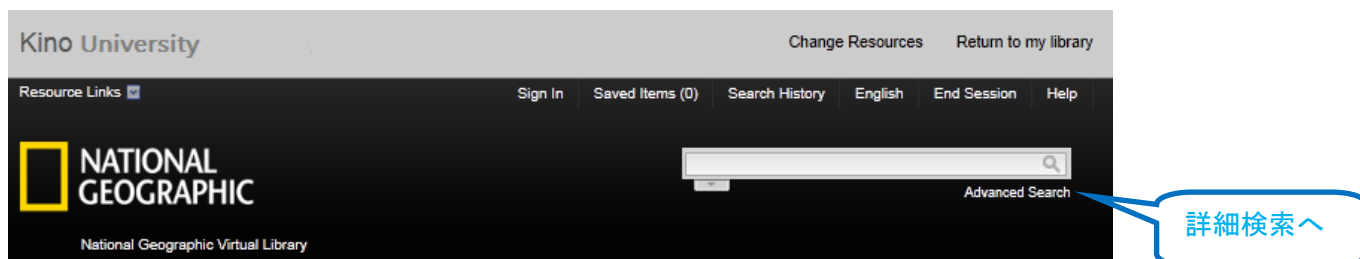 Kino University Change Resources Return to my library
Resource Links Sign In Saved Items (0) Search History English End Session Help
NATIONAL
GEOGRAPHIC
Advanced Search
詳細検索へ
National Geographic Virtual Library